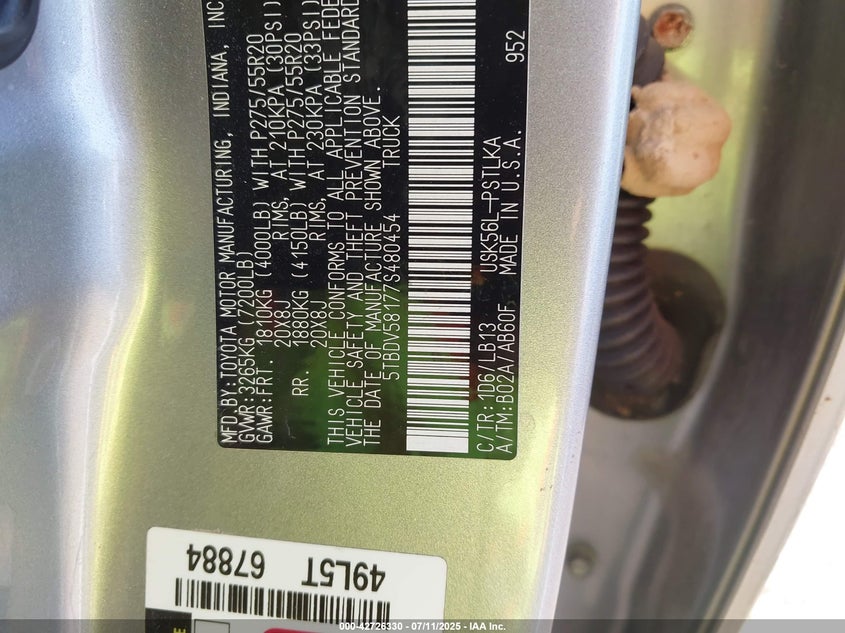 MFD.BY:TOYOTA MOTOR MANUFACTURING, INDIANA, INC
GVWR:3265KG (7200LB)
GAWR:FRT. 1810KG (4000LB) WITH P275/55R20
20X8J RIMS, AT 210KPA (30PSI)
RR. 1880KG (4150LB) WITH P275/55R20
20X8J RIMS, AT 230KPA (33PSI)
THIS VEHICLE CONFORMS TO ALL APPLICABLE FEDE
VEHICLE SAFETY AND THEFT PREVENTION STANDARD
THE DATE OF MANUFACTURE SHOWN ABOVE.
5TBDV58177S480454 TRUCK
C/TR:1D6/LB13 USK56L-PSTLKA
A/TM:B02A7/AB60F MADE IN U.S.A. 952
49L5T 67884
000-42726330 - 07/11/2025 - IAA Inc.